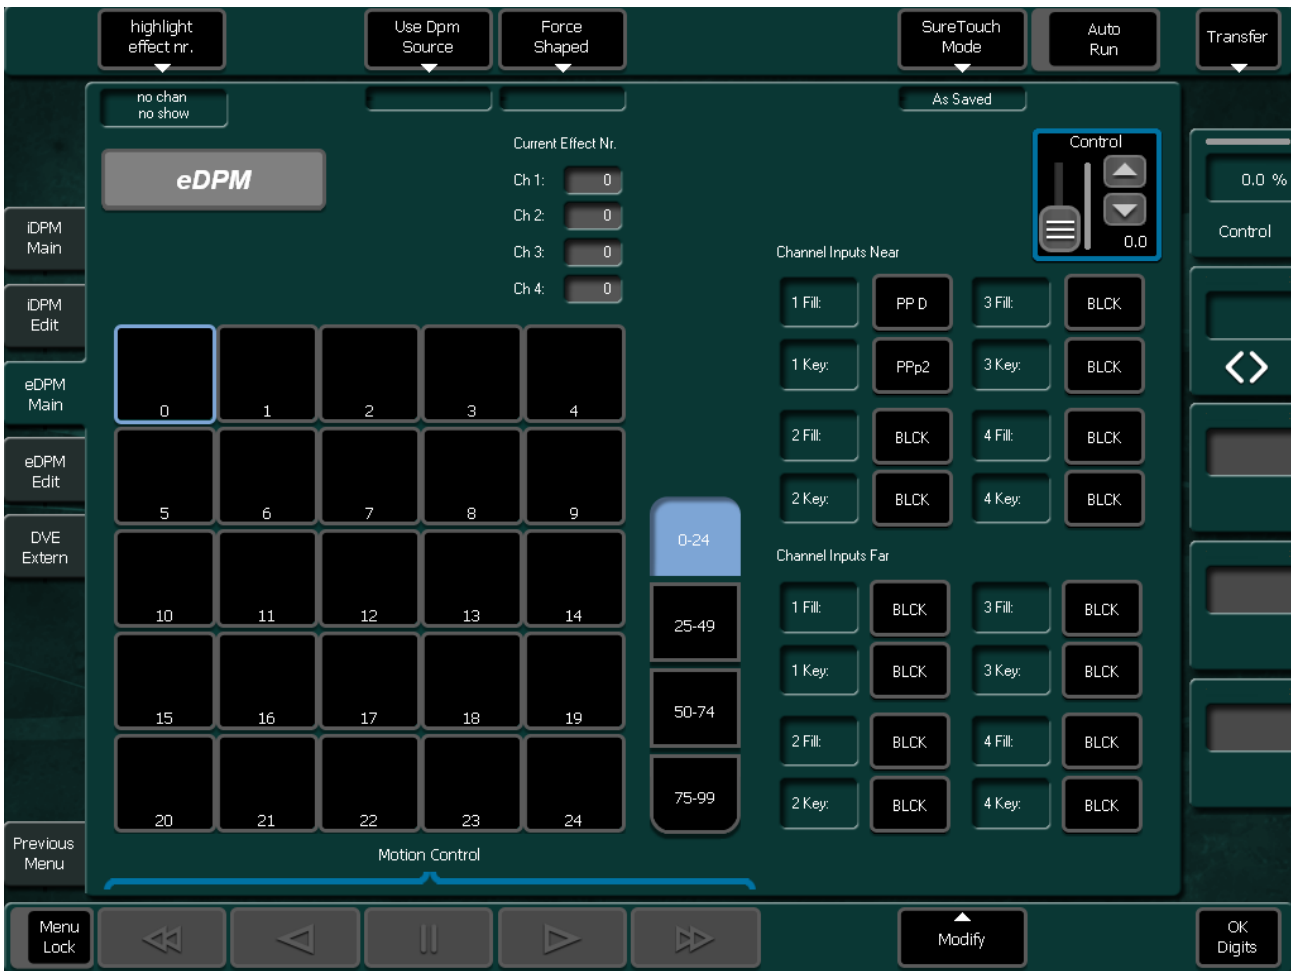 highlight
effect nr.
Use Dpm
Source
Force
Shaped
SureTouch
Mode
Auto
Run
Transfer
no chan
no show
As Saved
eDPM
Current Effect Nr.
Ch 1: 0
Ch 2: 0
Ch 3: 0
Ch 4: 0
Control
0.0
0.0 %
Control
iDPM
Main
iDPM
Edit
eDPM
Main
eDPM
Edit
DVE
Extern
Previous
Menu
0 1 2 3 4
5 6 7 8 9
10 11 12 13 14
15 16 17 18 19
20 21 22 23 24
0-24
25-49
50-74
75-99
Channel Inputs Near
1 Fill: PP D 3 Fill: BLCK
1 Key: PPp2 3 Key: BLCK
2 Fill: BLCK 4 Fill: BLCK
2 Key: BLCK 4 Key: BLCK
Channel Inputs Far
1 Fill: BLCK 3 Fill: BLCK
1 Key: BLCK 3 Key: BLCK
2 Fill: BLCK 4 Fill: BLCK
2 Key: BLCK 4 Key: BLCK
Motion Control
Menu
Lock
Modify
OK
Digits